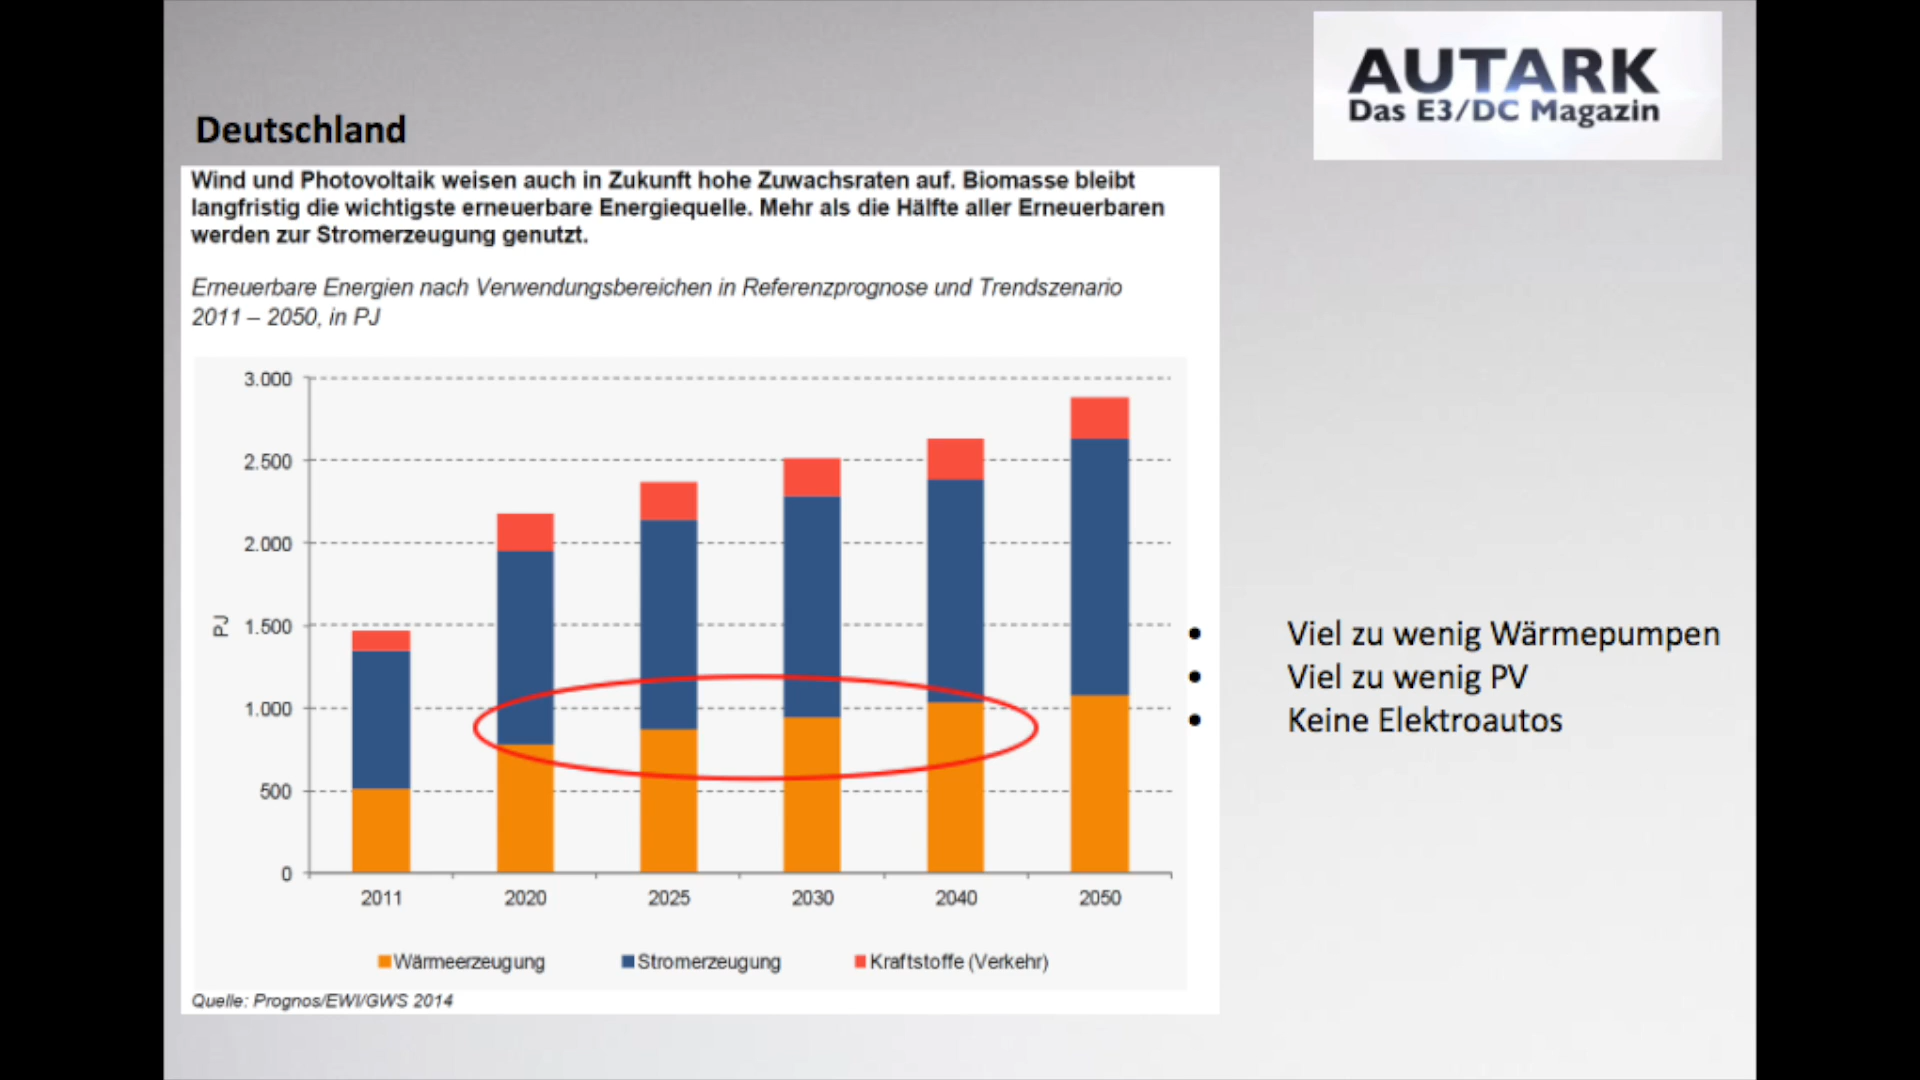 AUTARK
Das E3/DC Magazin
Deutschland
Wind und Photovoltaik weisen auch in Zukunft hohe Zuwachsraten auf. Biomasse bleibt
langfristig die wichtigste erneuerbare Energiequelle. Mehr als die Hälfte aller Erneuerbaren
werden zur Stromerzeugung genutzt.
Erneuerbare Energien nach Verwendungsbereichen in Referenzprognose und Trendszenario
2011 – 2050, in PJ
3.000
2.500
2.000
1.500
1.000
500
0
PJ
2011 2020 2025 2030 2040 2050
Wärmeerzeugung Stromerzeugung Kraftstoffe (Verkehr)
Quelle: Prognos/EWI/GWS 2014
• Viel zu wenig Wärmepumpen
• Viel zu wenig PV
• Keine Elektroautos